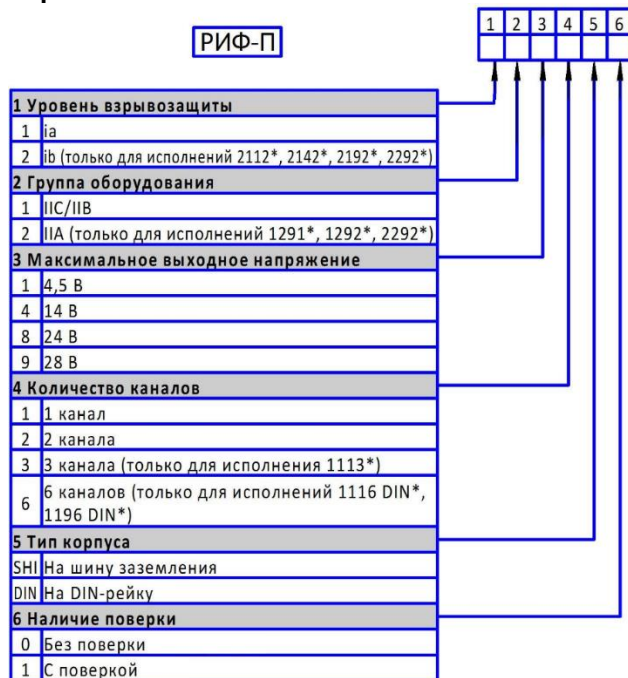 1 2 3 4 5 6
РИФ-П
1 Уровень взрывозащиты
1 ia
2 ib (только для исполнений 2112*, 2142*, 2192*, 2292*)
2 Группа оборудования
1 IIC/IIB
2 IIA (только для исполнений 1291*, 1292*, 2292*)
3 Максимальное выходное напряжение
1 4,5 В
4 14 В
8 24 В
9 28 В
4 Количество каналов
1 1 канал
2 2 канала
3 3 канала (только для исполнения 1113*)
6 6 каналов (только для исполнений 1116 DIN*,
1196 DIN*)
5 Тип корпуса
SHI На шину заземления
DIN На DIN-рейку
6 Наличие поверки
0 Без поверки
1 С поверкой